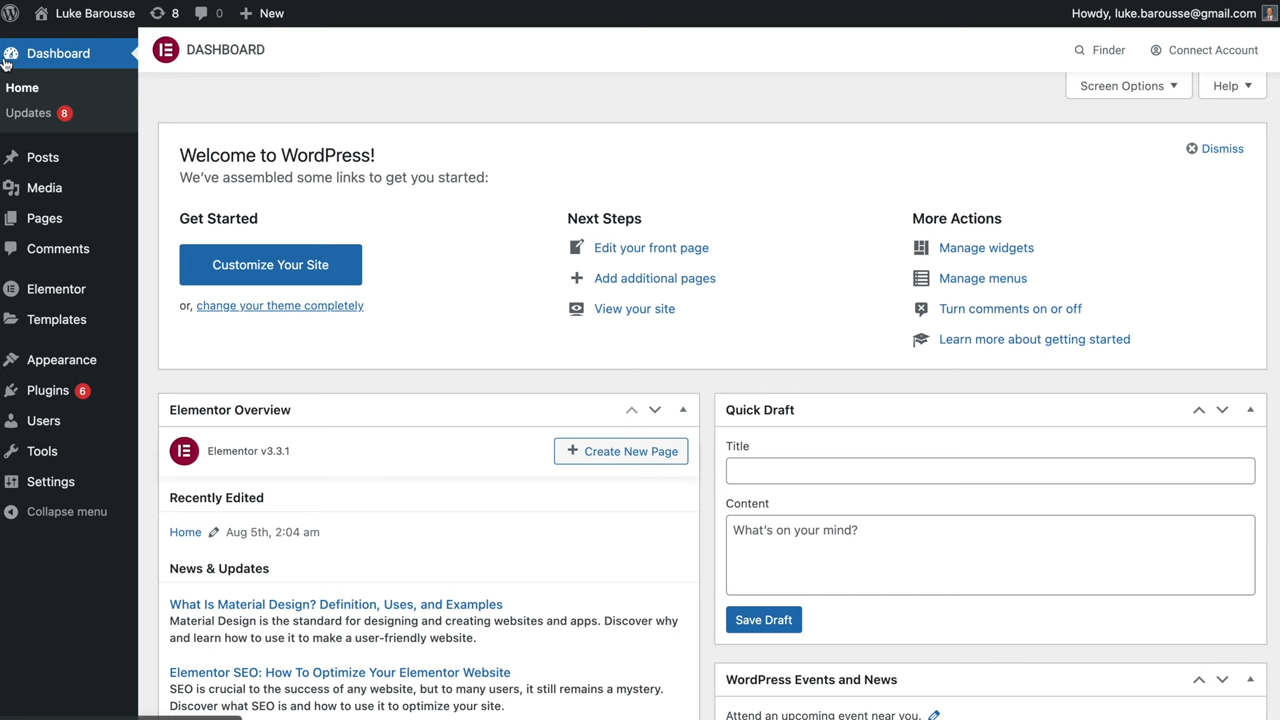 Luke Barousse 8 0 New
Howdy, luke.barousse@gmail.com
Dashboard
Home
Updates 8
Posts
Media
Pages
Comments
Elementor
Templates
Appearance
Plugins 6
Users
Tools
Settings
Collapse menu
DASHBOARD
Finder
Connect Account
Screen Options
Help
Welcome to WordPress!
We've assembled some links to get you started:
Dismiss
Get Started
Customize Your Site
or, change your theme completely
Next Steps
Edit your front page
Add additional pages
View your site
More Actions
Manage widgets
Manage menus
Turn comments on or off
Learn more about getting started
Elementor Overview
Elementor v3.3.1
Create New Page
Recently Edited
Home Aug 5th, 2:04 am
News & Updates
What Is Material Design? Definition, Uses, and Examples
Material Design is the standard for designing and creating websites and apps. Discover why
and learn how to use it to make a user-friendly website.
Elementor SEO: How To Optimize Your Elementor Website
SEO is crucial to the success of any website, but to many users, it still remains a mystery.
Discover what SEO is and how to use it to optimize your site.
Quick Draft
Title
Content
What's on your mind?
Save Draft
WordPress Events and News
Attend an upcoming event near you.